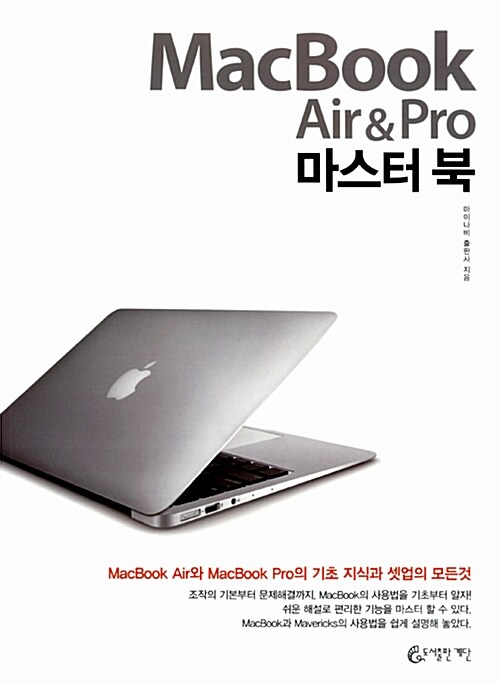 MacBook
Air & Pro
마스터 북
마이나비 출판사 지음
MacBook Air와 MacBook Pro의 기초 지식과 셋업의 모든것
조작의 기본부터 문제해결까지, MacBook의 사용법을 기초부터 알자!
쉬운 해설로 편리한 기능을 마스터 할 수 있다.
MacBook과 Mavericks의 사용법을 쉽게 설명해 놓았다.
도서출판 계단